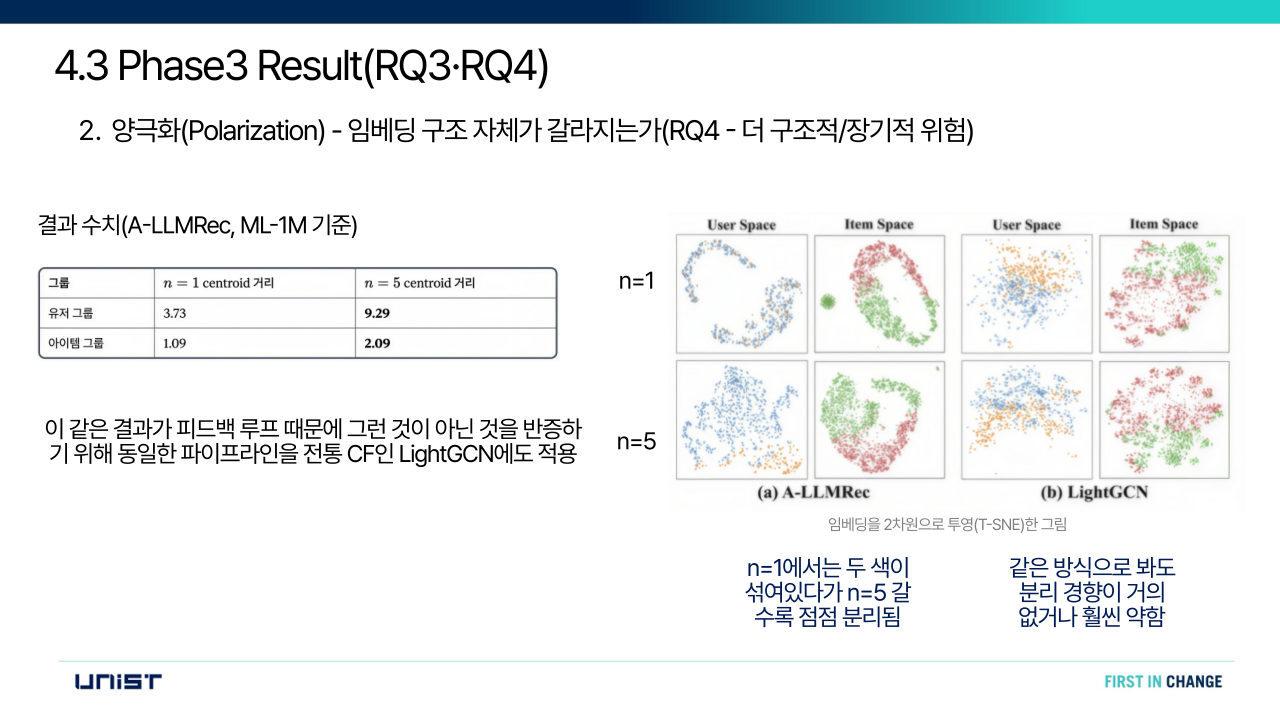 4.3 Phase3 Result(RQ3·RQ4)
2. 양극화(Polarization) - 임베딩 구조 자체가 갈라지는가(RQ4 - 더 구조적/장기적 위험)
결과 수치(A-LLMRec, ML-1M 기준)
그룹 n = 1 centroid 거리 n = 5 centroid 거리
유저 그룹 3.73 9.29
아이템 그룹 1.09 2.09
이 같은 결과가 피드백 루프 때문에 그런 것이 아닌 것을 반증하
기 위해 동일한 파이프라인을 전통 CF인 LightGCN에도 적용
User Space Item Space User Space Item Space
n=1
n=5
(a) A-LLMRec (b) LightGCN
임베딩을 2차원으로 투영(T-SNE)한 그림
n=1에서는 두 색이
섞여있다가 n=5 갈
수록 점점 분리됨
같은 방식으로 봐도
분리 경향이 거의
없거나 훨씬 약함
UNIST
FIRST IN CHANGE